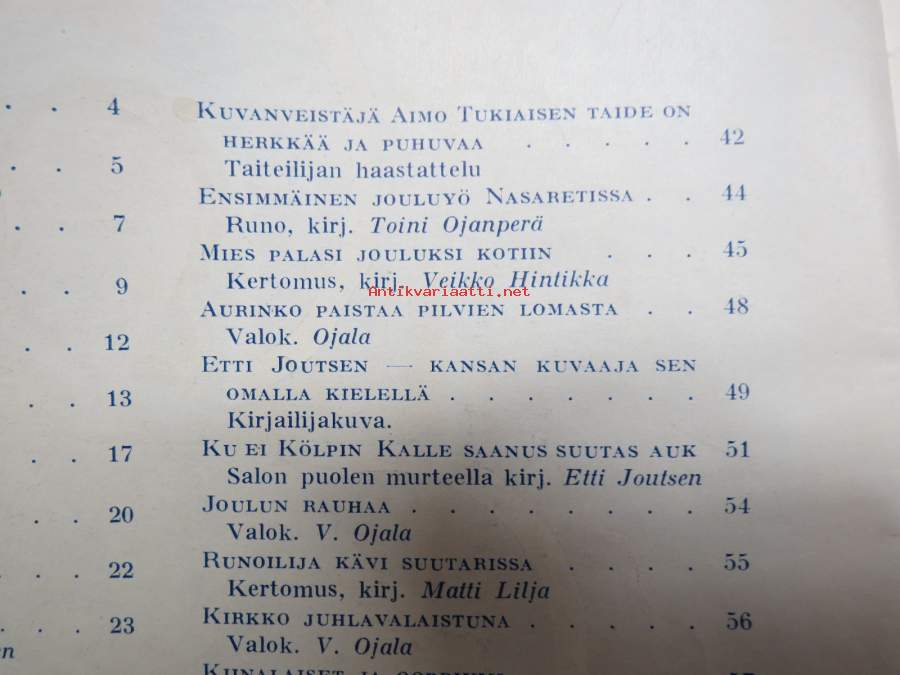 4
5
7
9
12
13
17
20
22
23
en
KUVANVEISTÄJÄ AIMO TUKIAISEN TAIDE ON
HERKKÄÄ JA PUHUVAA . . . . . 42
Taiteilijan haastattelu
ENSIMMÄINEN JOULUYÖ NASARETISSA . . 44
Runo, kirj. Toini Ojanperä
MIES PALASI JOULUKSI KOTIIN . . . 45
Kertomus, kirj. Veikko Hintikka
Antikvariaatti.net
AURINKO PAISTAA PILVIEN LOMASTA . . 48
Valok. Ojala
ETTI JOUTSEN — KANSAN KUVAAJA SEN
OMALLA KIELELLÄ . . . . . . . 49
Kirjailijakuva.
KU EI KÖLPIN KALLE SAANUS SUUTAS AUK 51
Salon puolen murteella kirj. Etti Joutsen
JOULUN RAUHAA . . . . . . . . 54
Valok. V. Ojala
RUNOILIJA KÄVI SUUTARISSA . . . . 55
Kertomus, kirj. Matti Lilja
KIRKKO JUHLAVALAISTUNA . . . . . 56
Valok. V. Ojala
KIINALAISET JA